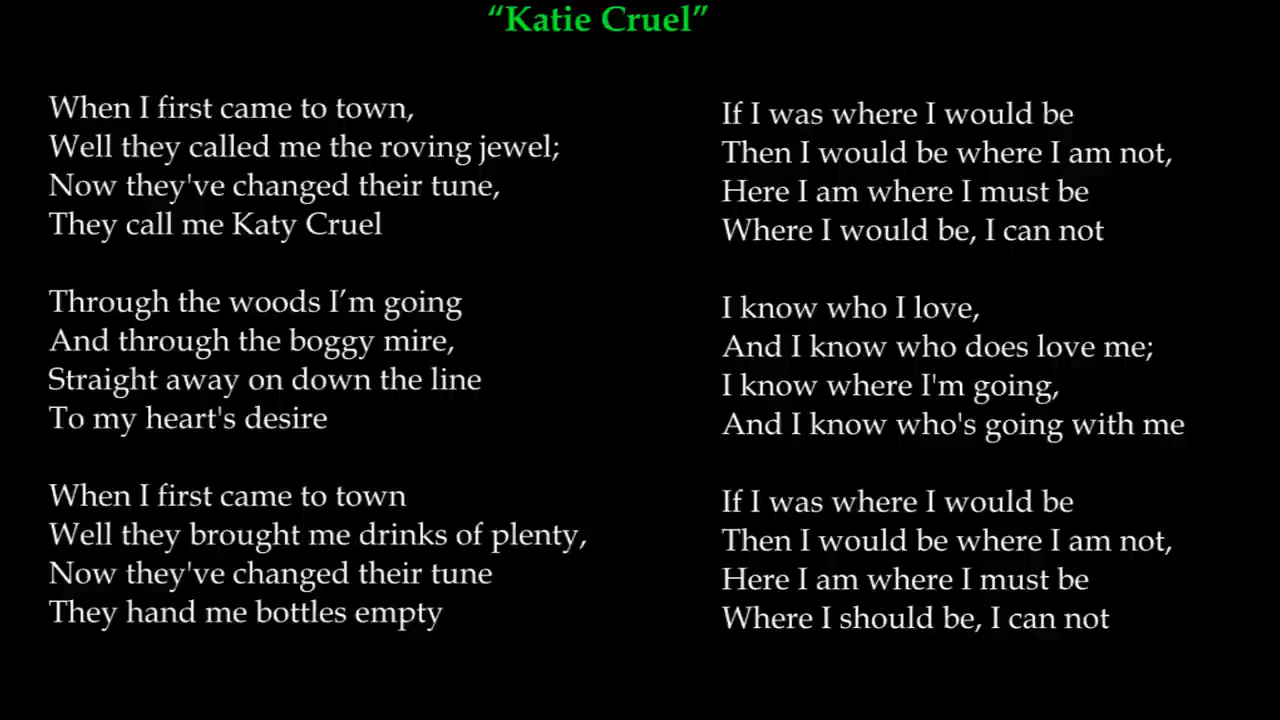 “Katie Cruel”
When I first came to town,
Well they called me the roving jewel;
Now they've changed their tune,
They call me Katy Cruel
Through the woods I’m going
And through the boggy mire,
Straight away on down the line
To my heart's desire
When I first came to town
Well they brought me drinks of plenty,
Now they've changed their tune
They hand me bottles empty
If I was where I would be
Then I would be where I am not,
Here I am where I must be
Where I would be, I can not
I know who I love,
And I know who does love me;
I know where I'm going,
And I know who's going with me
If I was where I would be
Then I would be where I am not,
Here I am where I must be
Where I should be, I can not